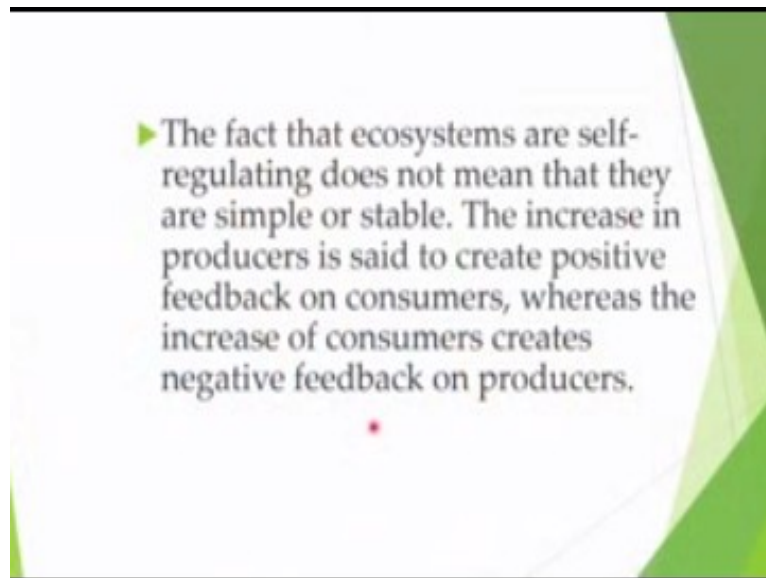 The fact that ecosystems are self-
regulating does not mean that they
are simple or stable. The increase in
producers is said to create positive
feedback on consumers, whereas the
increase of consumers creates
negative feedback on producers.